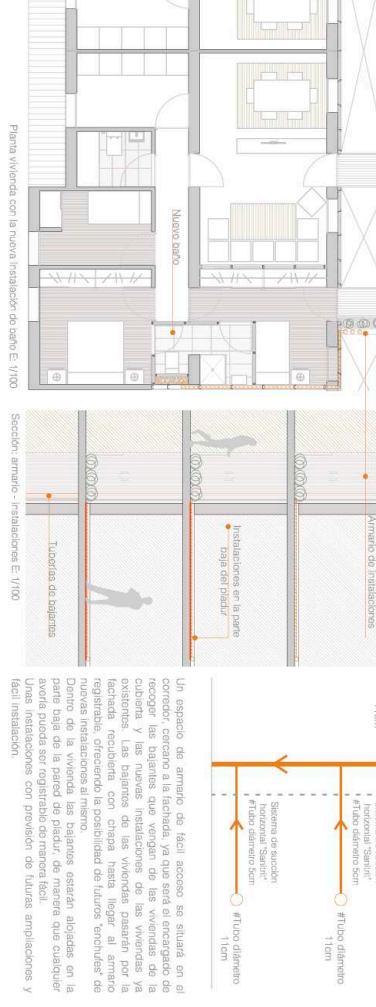 Nuevo baño
Planta vivienda con la nueva instalación de baño E: 1/100
Armario de instalaciones
Instalaciones en la parte
baja del pladur
Tuberías de bajantes
Sección: armario - instalaciones E: 1/100
horizontal "Sanitrit"
#Tubo diámetro 5cm
#Tubo diámetro
11cm
Sistema de succión
horizontal "Sanitrit"
#Tubo diámetro 5cm
#Tubo diámetro
11cm
Un espacio de armario de fácil acceso se situará en el
corredor, cercano a la fachada, ya que será el encargado de
recoger las bajantes que vengan de las viviendas de la
cubierta y las nuevas instalaciones de las viviendas ya
existentes. Las bajantes de las viviendas pasarán por la
fachada recubierta con chapa hasta llegar al armario
registrable, ofreciendo la posibilidad de futuros "enchufes" de
nuevas instalaciones al mismo.
Dentro de la vivienda las bajantes estarán alojadas en la
parte baja de la pared de pladur, de manera que cualquier
avería pueda ser registrable de manera fácil.
Unas instalaciones con previsión de futuras ampliaciones y
fácil instalación.